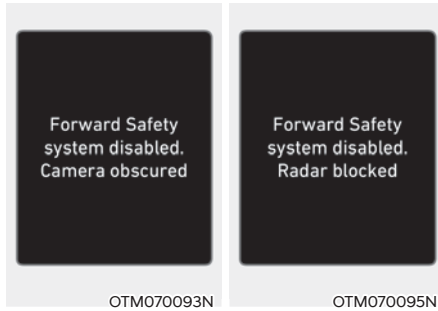 Forward Safety
system disabled.
Camera obscured
OTM070093N
Forward Safety
system disabled.
Radar blocked
OTM070095N